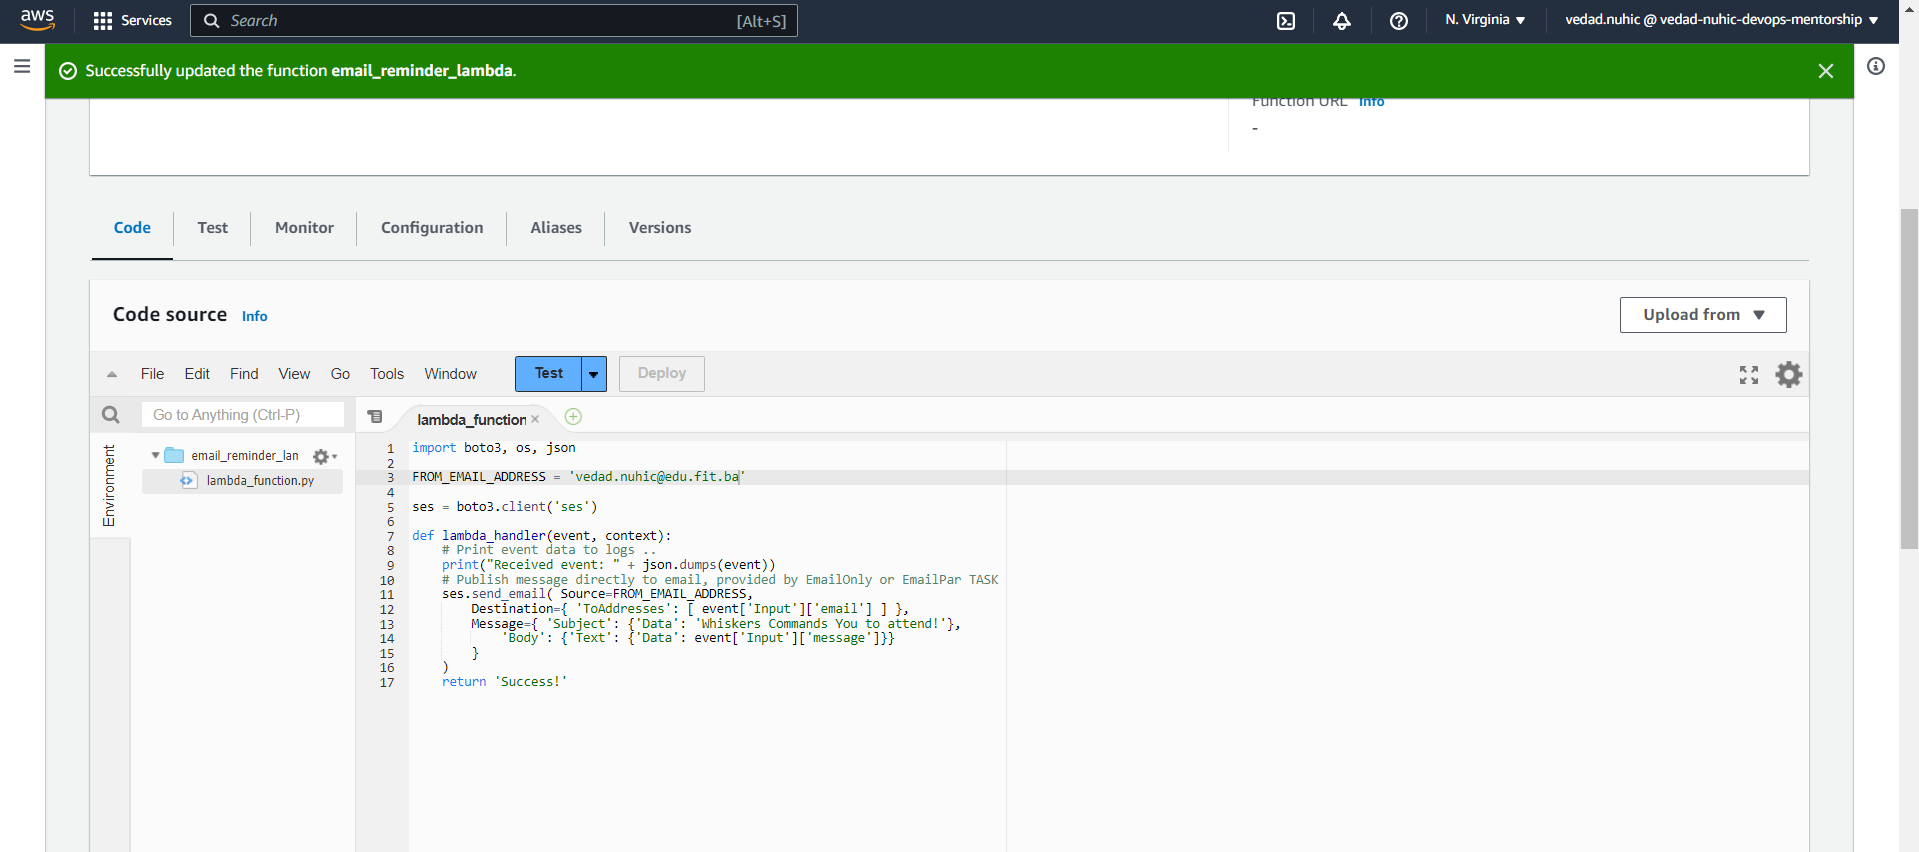 aws
Services
Search
[Alt+S]
N. Virginia
vedad.nuhic @ vedad-nuhic-devops-mentorship
Successfully updated the function email_reminder_lambda.
Function URL Info
-
Code
Test
Monitor
Configuration
Aliases
Versions
Code source Info
Upload from
File Edit Find View Go Tools Window
Test
Deploy
Go to Anything (Ctrl-P)
lambda_function
Environment
email_reminder_lan
lambda_function.py
1 import boto3, os, json
2
3 FROM_EMAIL_ADDRESS = 'vedad.nuhic@edu.fit.ba'
4
5 ses = boto3.client('ses')
6
7 def lambda_handler(event, context):
8     # Print event data to logs ..
9     print("Received event: " + json.dumps(event))
10     # Publish message directly to email, provided by EmailOnly or EmailPar TASK
11     ses.send_email( Source=FROM_EMAIL_ADDRESS,
12         Destination={ 'ToAddresses': [ event['Input']['email'] ] },
13         Message={ 'Subject': {'Data': 'Whiskers Commands You to attend!'},
14             'Body': {'Text': {'Data': event['Input']['message']}}
15         }
16     )
17     return 'Success!'